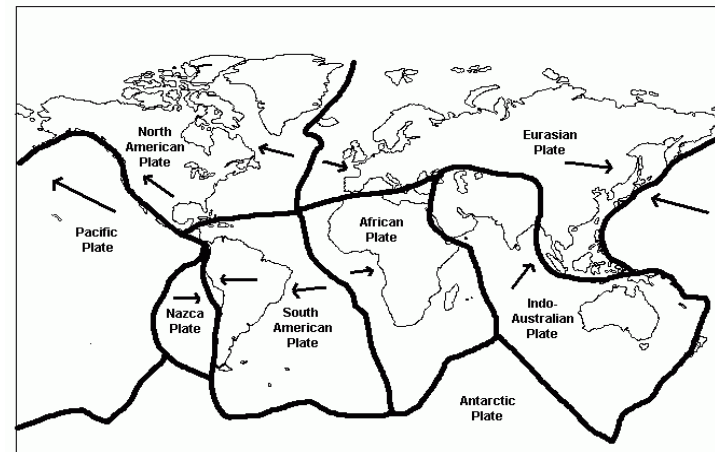 North
American
Plate
Eurasian
Plate
Pacific
Plate
African
Plate
Nazca
Plate
South
American
Plate
Indo-
Australian
Plate
Antarctic
Plate